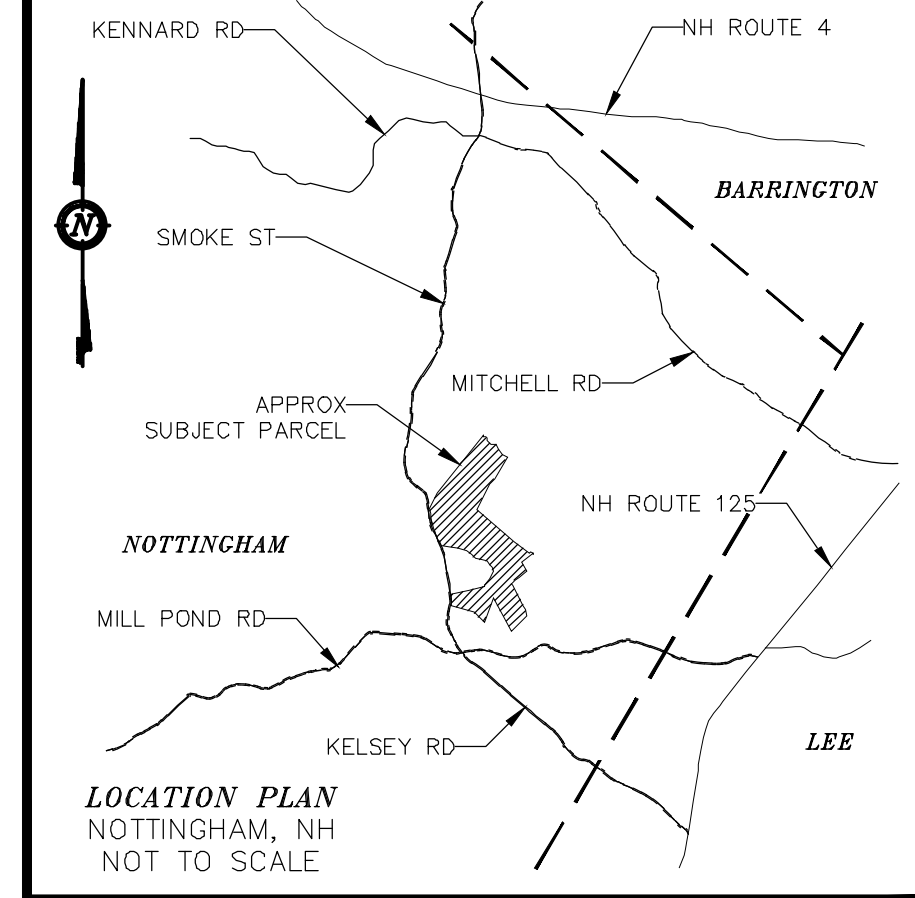 KENNARD RD
NH ROUTE 4
BARRINGTON
N
SMOKE ST
MITCHELL RD
APPROX
SUBJECT PARCEL
NH ROUTE 125
NOTTINGHAM
MILL POND RD
KELSEY RD
LEE
LOCATION PLAN
NOTTINGHAM, NH
NOT TO SCALE